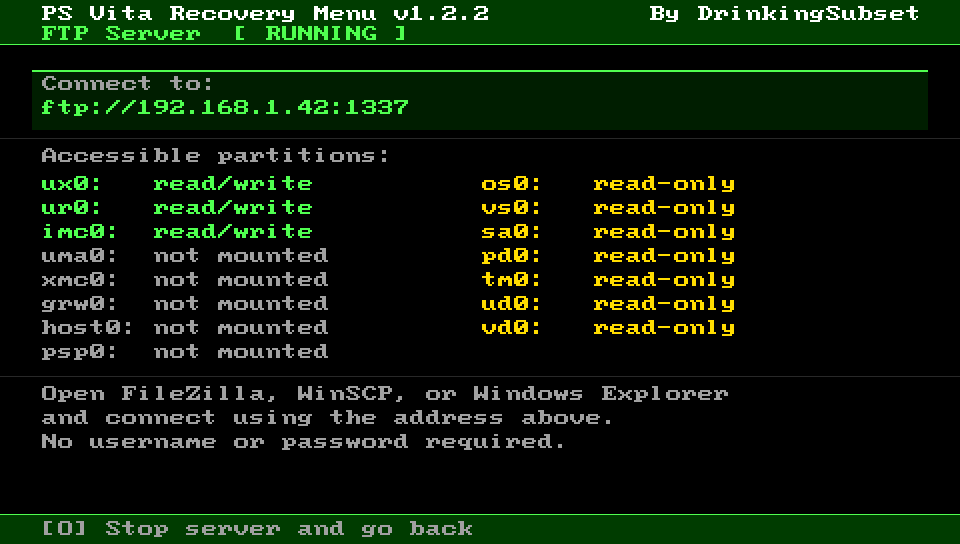 PS Vita Recovery Menu v1.2.2 By DrinkingSubset
FTP Server [ RUNNING ]
Connect to:
ftp://192.168.1.42:1337
Accessible partitions:
ux0: read/write os0: read-only
ur0: read/write vs0: read-only
imc0: read/write sa0: read-only
uma0: not mounted pd0: read-only
xmc0: not mounted tm0: read-only
grw0: not mounted ud0: read-only
host0: not mounted vd0: read-only
psp0: not mounted
Open FileZilla, WinSCP, or Windows Explorer
and connect using the address above.
No username or password required.
[O] Stop server and go back